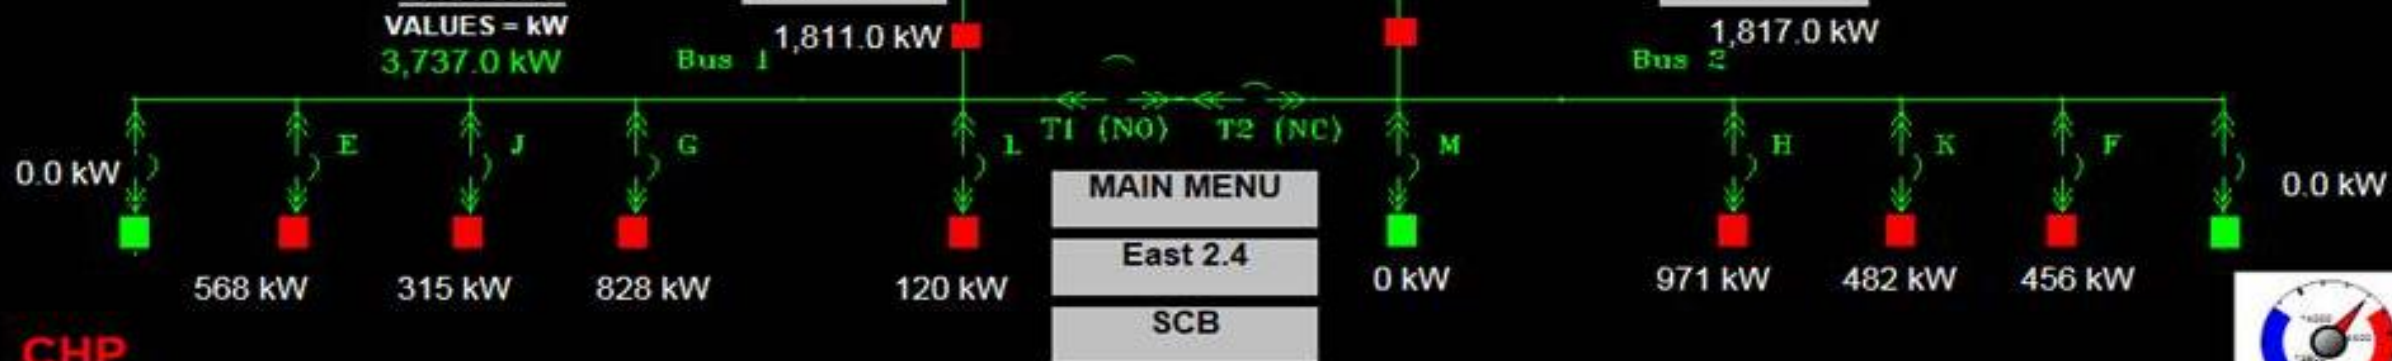 VALUES = kW
3,737.0 kW
Bus 1
1,811.0 kW
Bus 2
1,817.0 kW
T1 (NO)
T2 (NC)
0.0 kW
E
J
G
L
M
H
K
F
0.0 kW
MAIN MENU
East 2.4
SCB
568 kW
315 kW
828 kW
120 kW
0 kW
971 kW
482 kW
456 kW
CHP